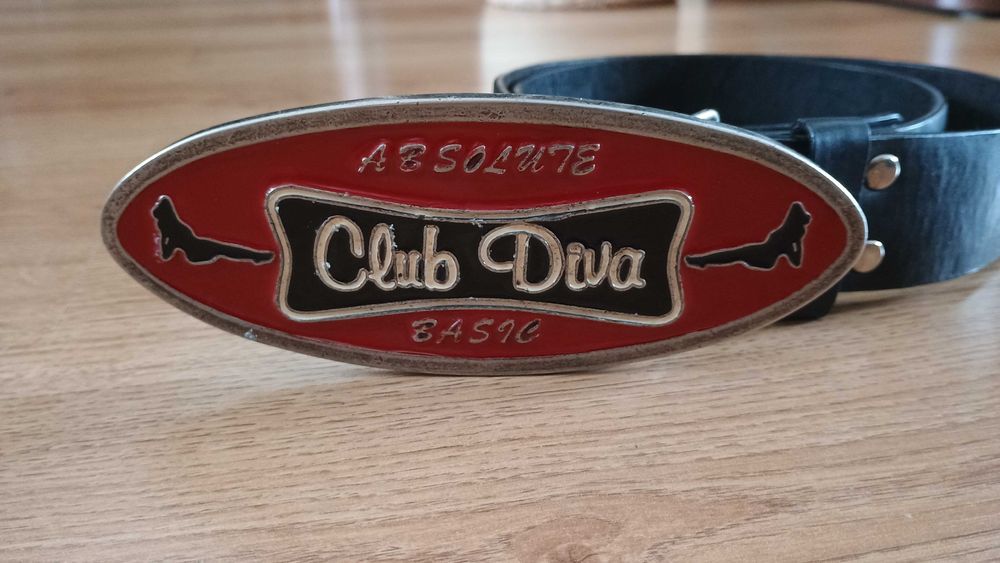 ABSOLUTE
Club Diva
BASIC